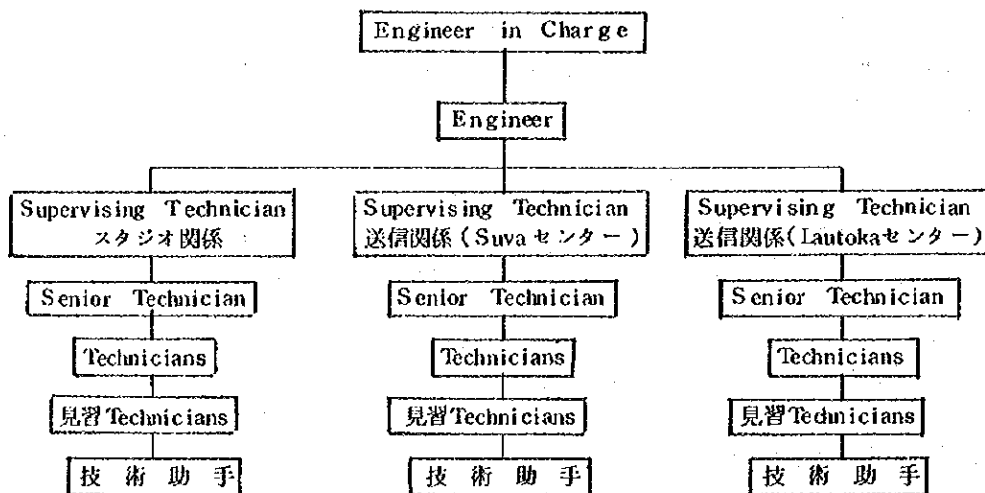 Engineer in Charge
Engineer
Supervising Technician
スタジオ関係
Supervising Technician
送信関係(Suvaセンター)
Supervising Technician
送信関係(Lautokaセンター)
Senior Technician
Senior Technician
Senior Technician
Technicians
Technicians
Technicians
見習Technicians
見習Technicians
見習Technicians
技術助手
技術助手
技術助手